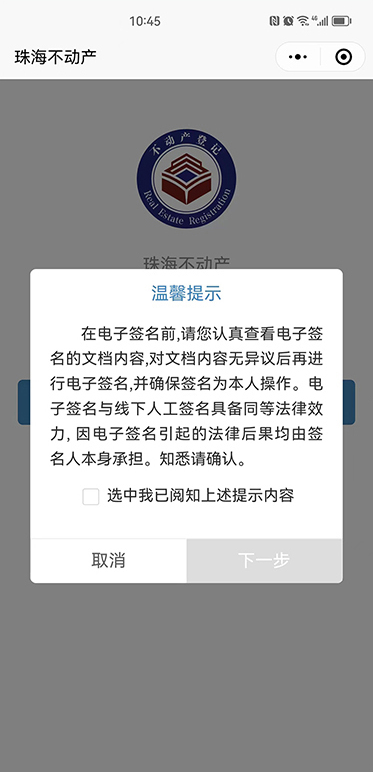 10:45
4G
珠海不动产
不动产登记
Real Estate Registration
珠海不动产
温馨提示
在电子签名前,请您认真查看电子签
名的文档内容,对文档内容无异议后再进
行电子签名,并确保签名为本人操作。电
子签名与线下人工签名具备同等法律效
力, 因电子签名引起的法律后果均由签
名人本身承担。知悉请确认。
选中我已阅知上述提示内容
取消
下一步